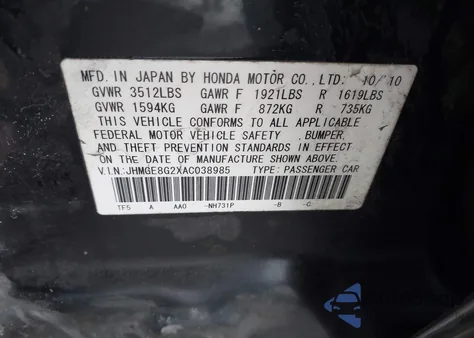 MFD. IN JAPAN BY HONDA MOTOR CO., LTD: 10/10
GVWR 3512LBS GAWR F 1921LBS R 1619LBS
GVWR 1594KG GAWR F 872KG R 735KG
THIS VEHICLE CONFORMS TO ALL APPLICABLE
FEDERAL MOTOR VEHICLE SAFETY , BUMPER,
AND THEFT PREVENTION STANDARDS IN EFFECT
ON THE DATE OF MANUFACTURE SHOWN ABOVE.
V.I.N:JHMGE8G2XAC038985 TYPE: PASSENGER CAR
TF5 A AA0 -NH731P -B -C